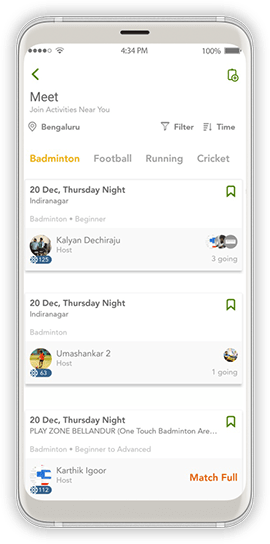 4:34 PM
100%
Meet
Join Activities Near You
Bengaluru
Filter
Time
Badminton Football Running Cricket
20 Dec, Thursday Night
Indiranagar
Badminton • Beginner
Kalyan Dechiraju
Host
125
3 going
20 Dec, Thursday Night
Indiranagar
Badminton
Umashankar 2
Host
63
1 going
20 Dec, Thursday Night
PLAY ZONE BELLANDUR (One Touch Badminton Are...
Badminton • Beginner to Advanced
Karthik Igoor
Host
112
Match Full